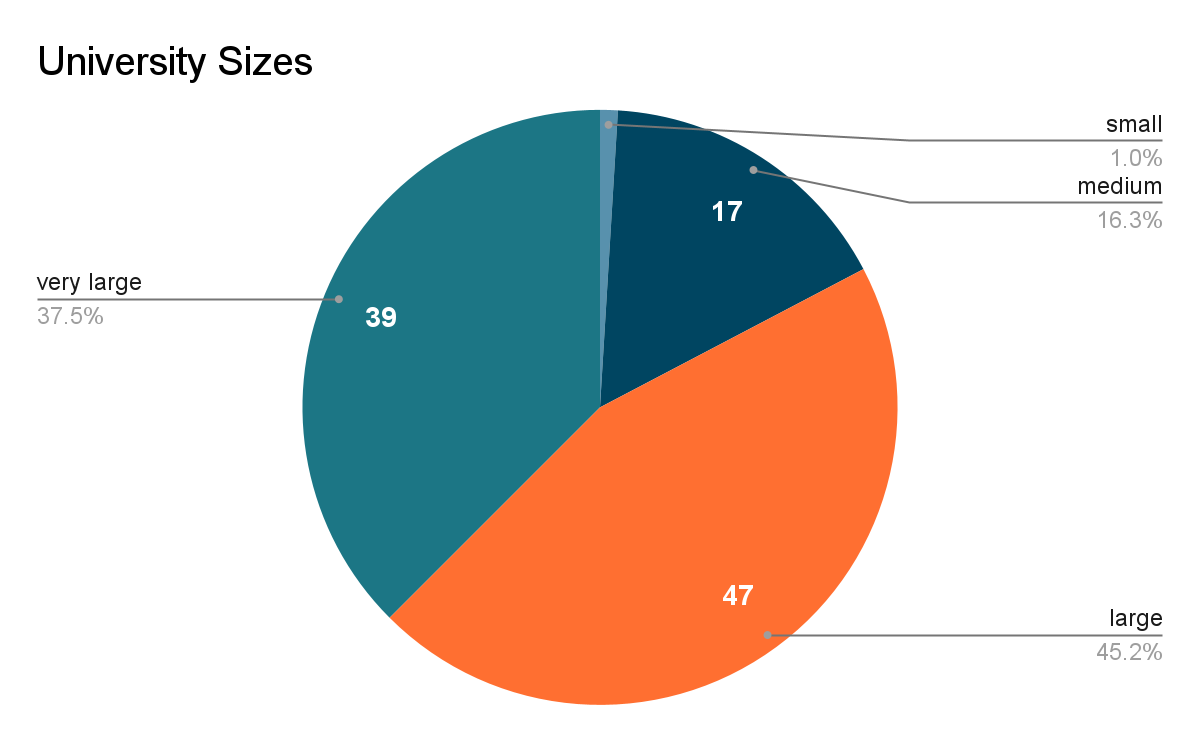 University Sizes
small
1.0%
medium
16.3%
17
very large
37.5%
39
47
large
45.2%